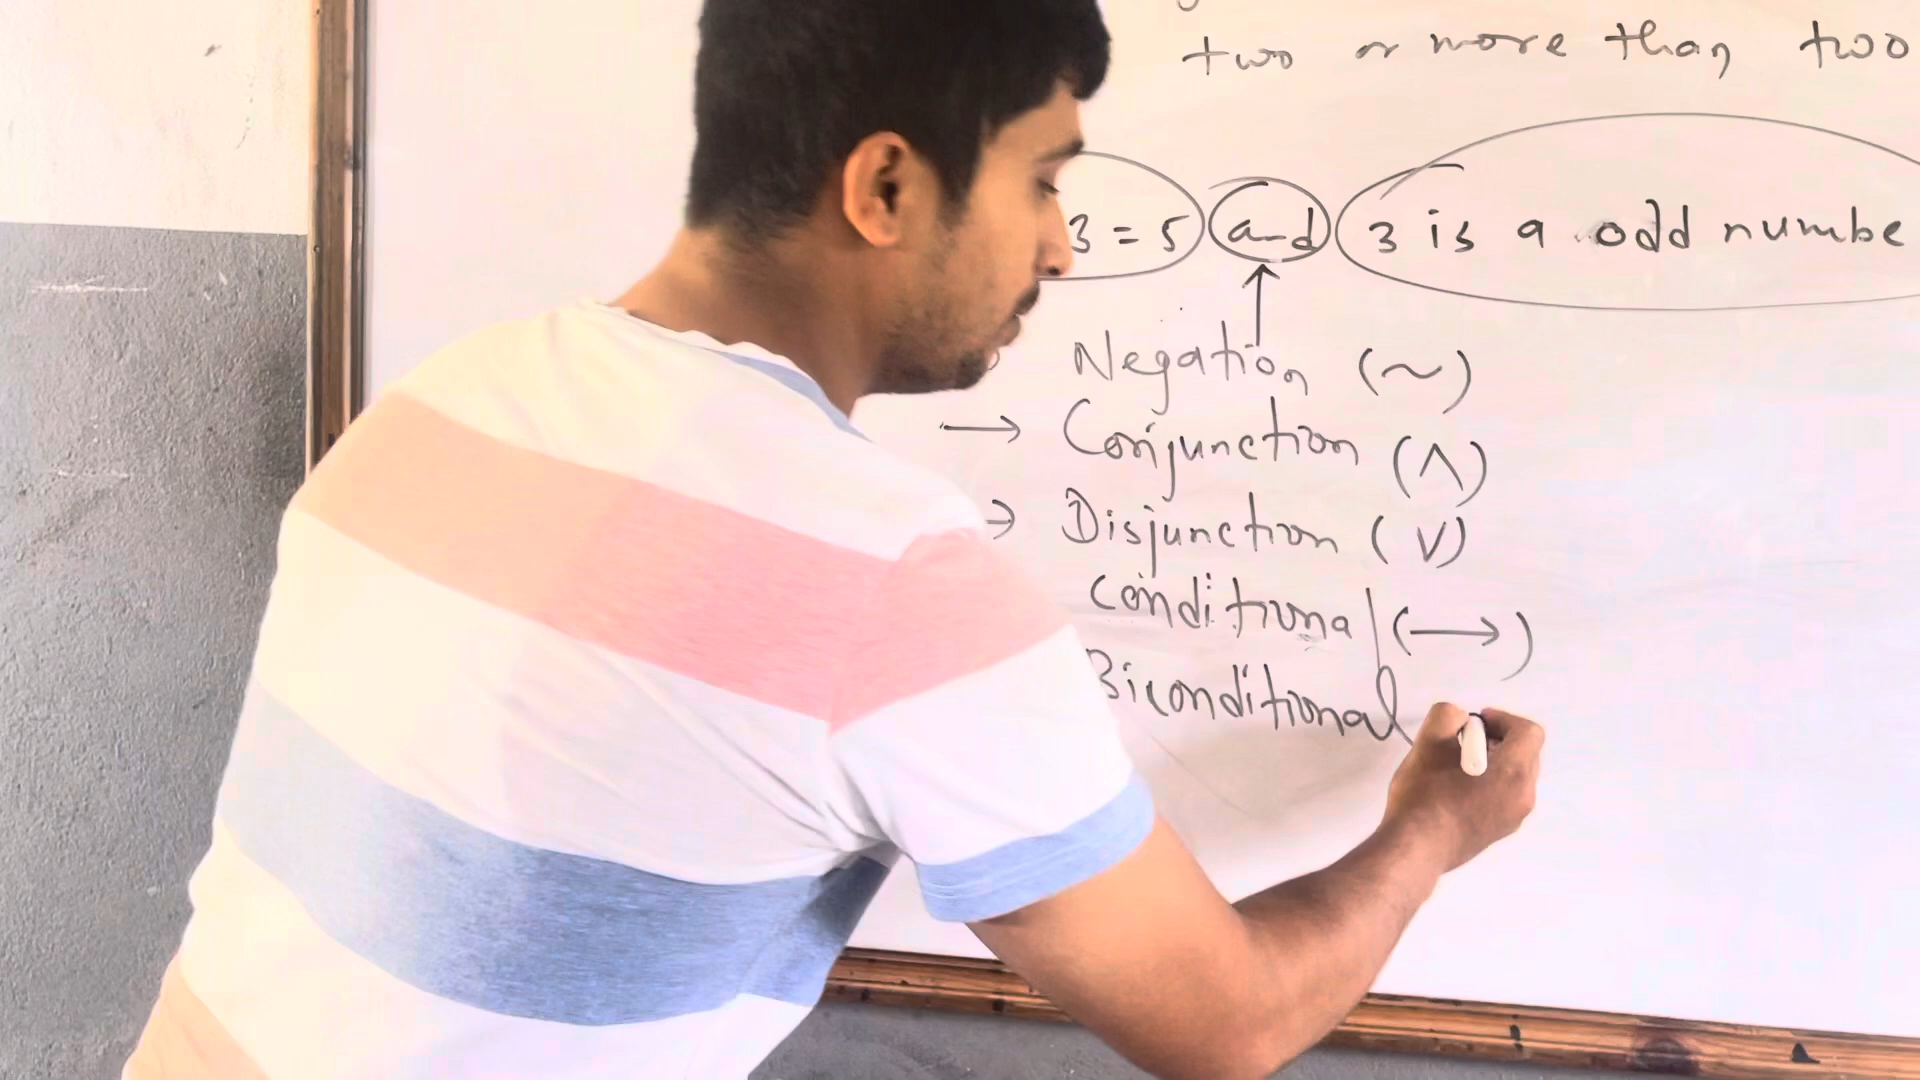 two or more than two
3 = 5 and 3 is a odd numbe
Negation (~)
→ Conjunction (∧)
→ Disjunction (∨)
Conditional (→)
Biconditional